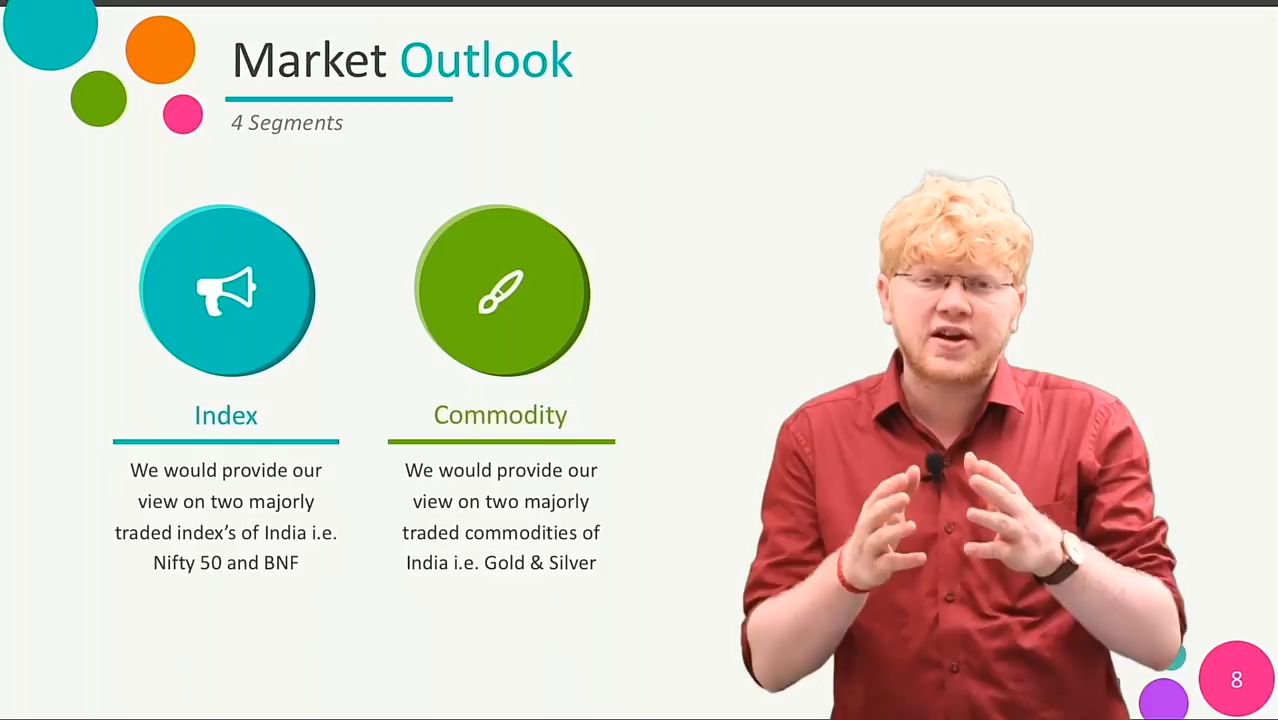 Market Outlook
4 Segments
Index
We would provide our
view on two majorly
traded index’s of India i.e.
Nifty 50 and BNF
Commodity
We would provide our
view on two majorly
traded commodities of
India i.e. Gold & Silver
8